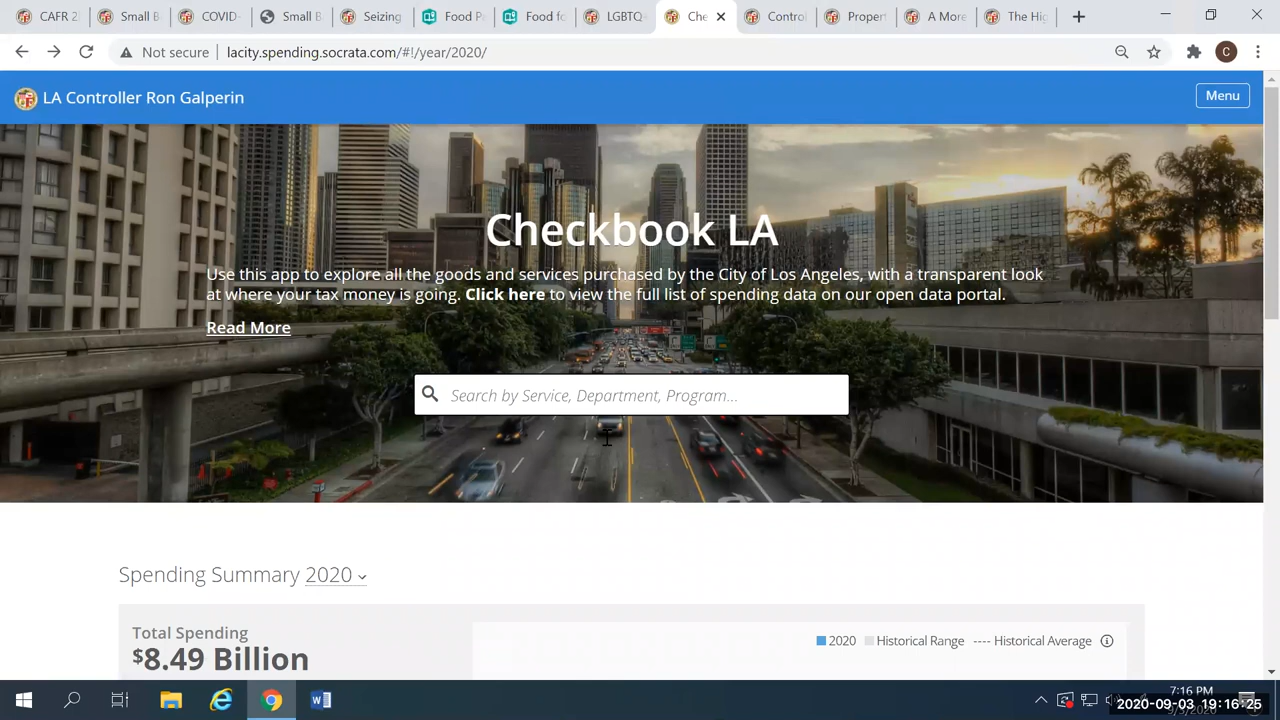 CAFR 2
Small B
COVID-
Small B
Seizing
Food P
Food fo
LGBTQ
Che
Contro
Propert
A More
The Hig
Not secure
lacity.spending.socrata.com/#!/year/2020/
C
LA Controller Ron Galperin
Menu
Checkbook LA
Use this app to explore all the goods and services purchased by the City of Los Angeles, with a transparent look
at where your tax money is going. Click here to view the full list of spending data on our open data portal.
Read More
Search by Service, Department, Program...
Spending Summary 2020
Total Spending
$8.49 Billion
2020
Historical Range
---- Historical Average
7:16 PM
2020-09-03 19:16:25